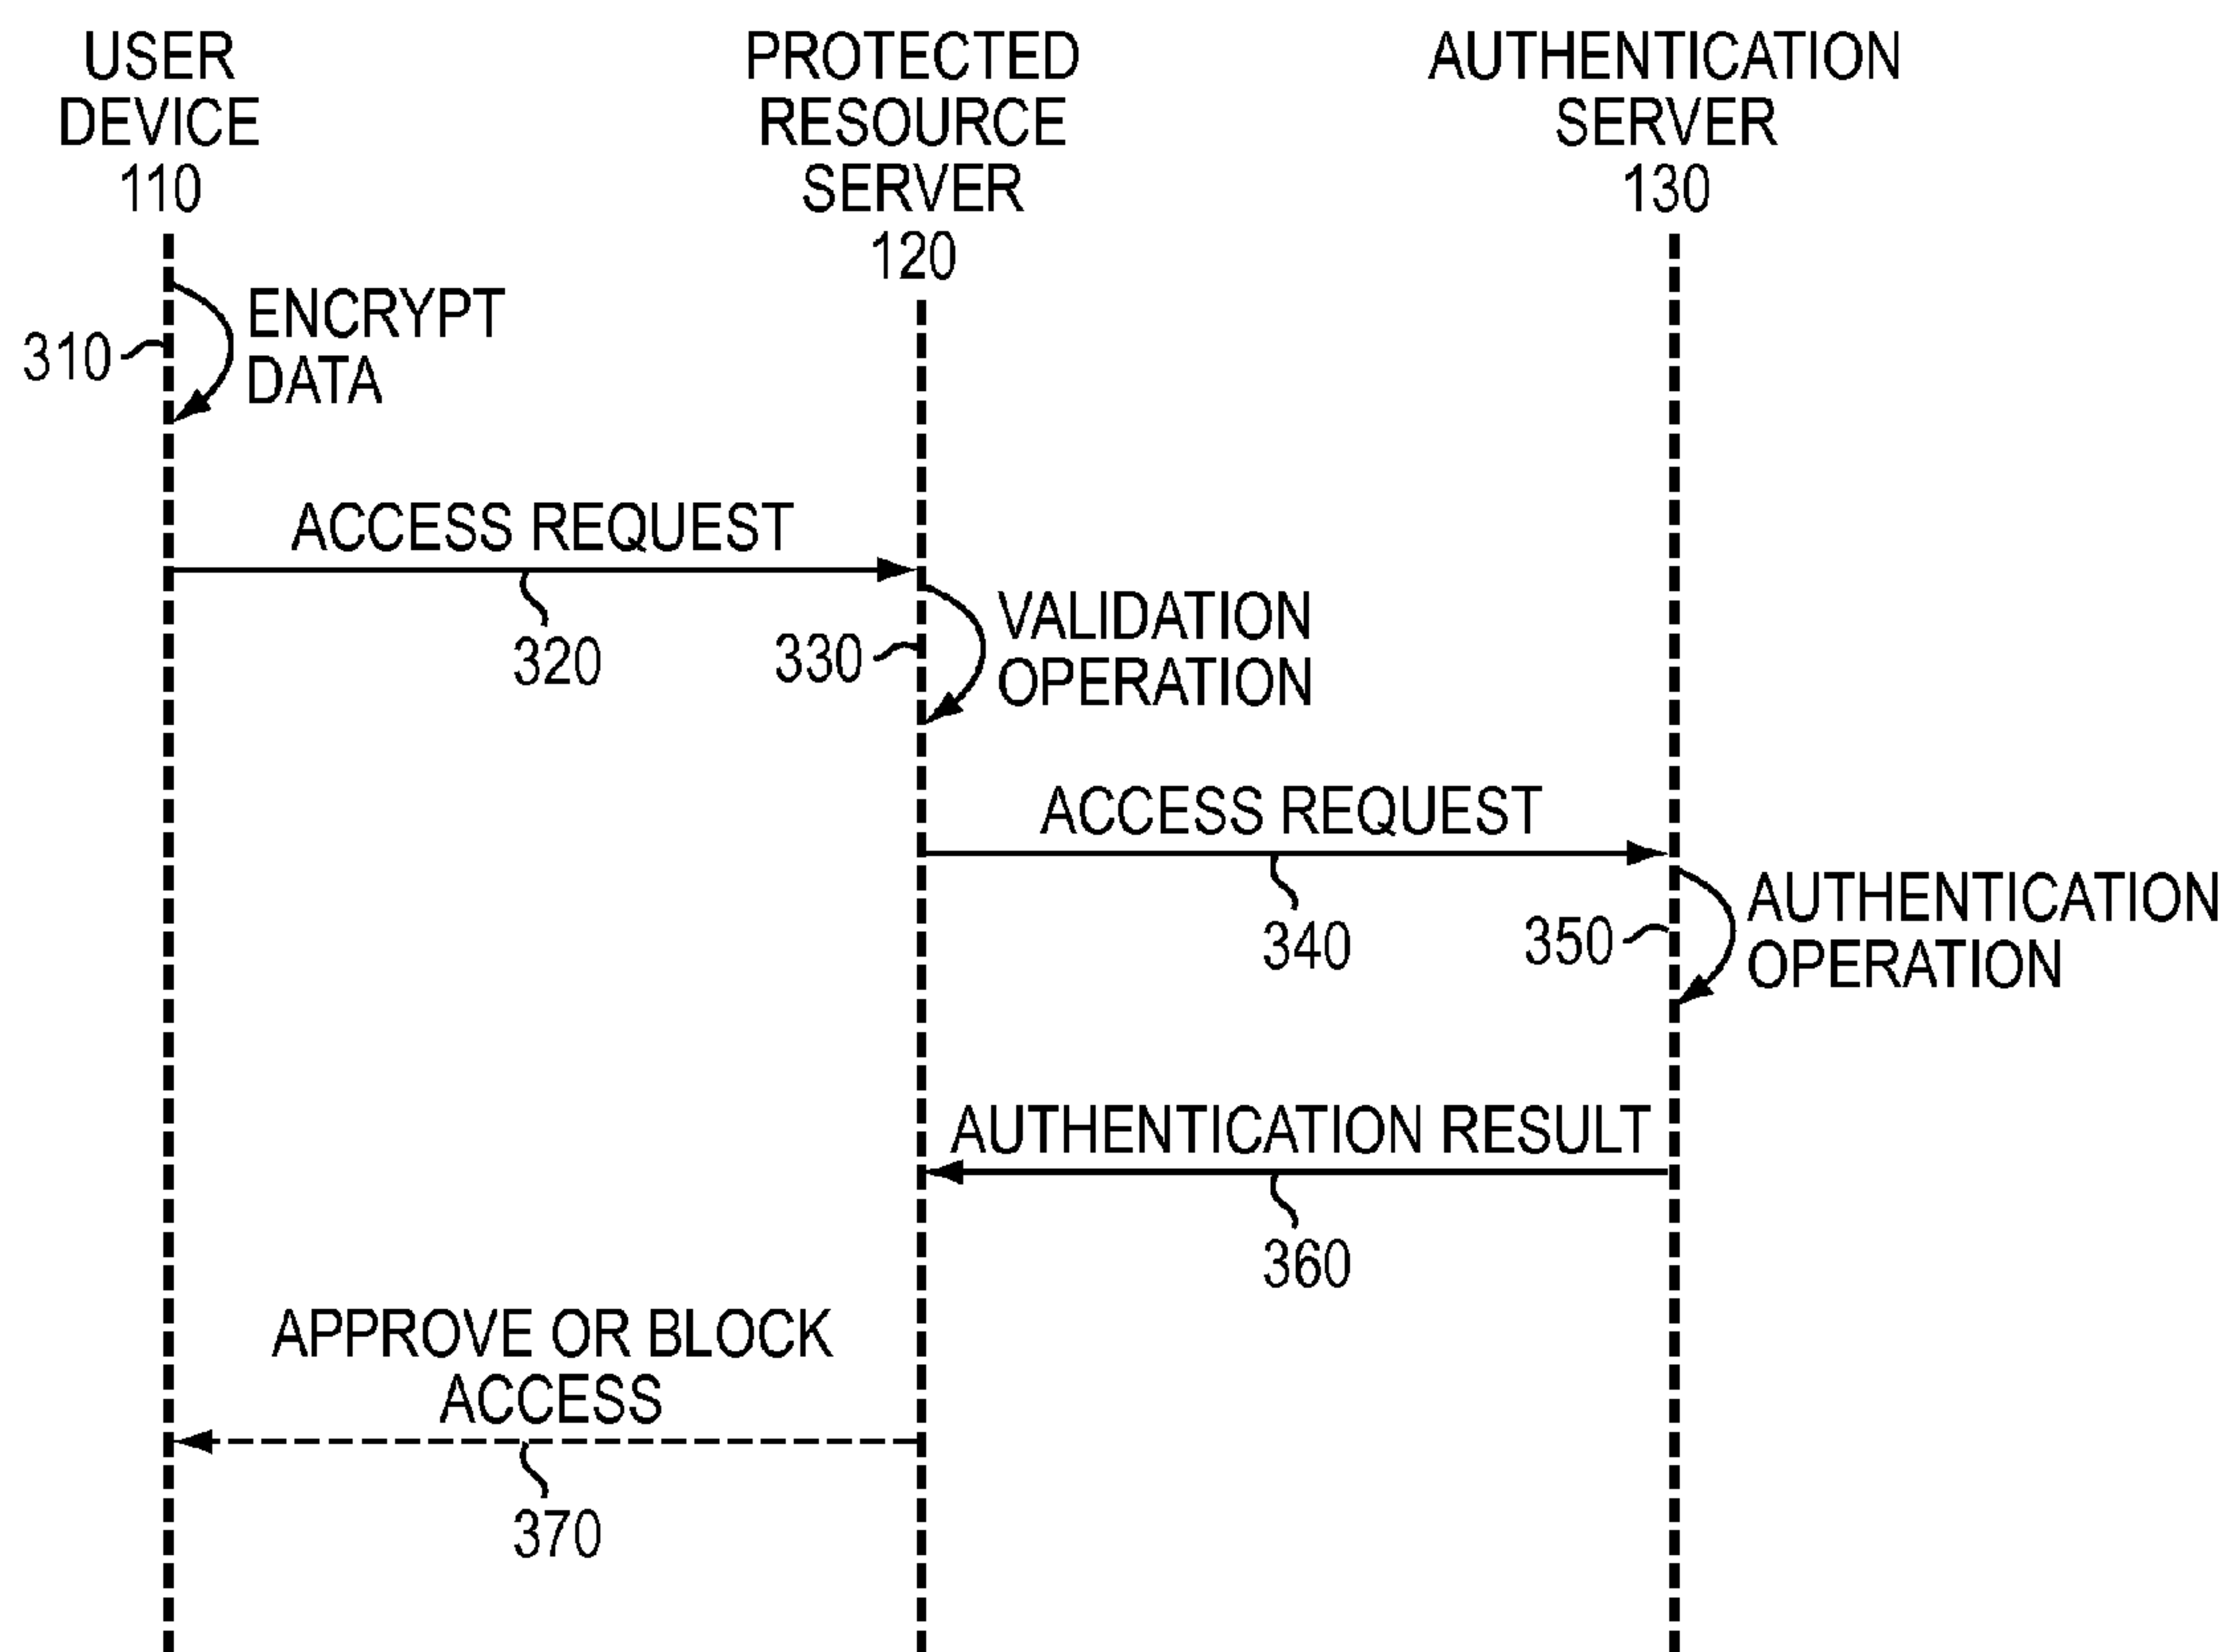 USER
DEVICE
110
PROTECTED
RESOURCE
SERVER
120
AUTHENTICATION
SERVER
130
310
ENCRYPT
DATA
ACCESS REQUEST
320
330
VALIDATION
OPERATION
ACCESS REQUEST
340
350
AUTHENTICATION
OPERATION
AUTHENTICATION RESULT
360
APPROVE OR BLOCK
ACCESS
370